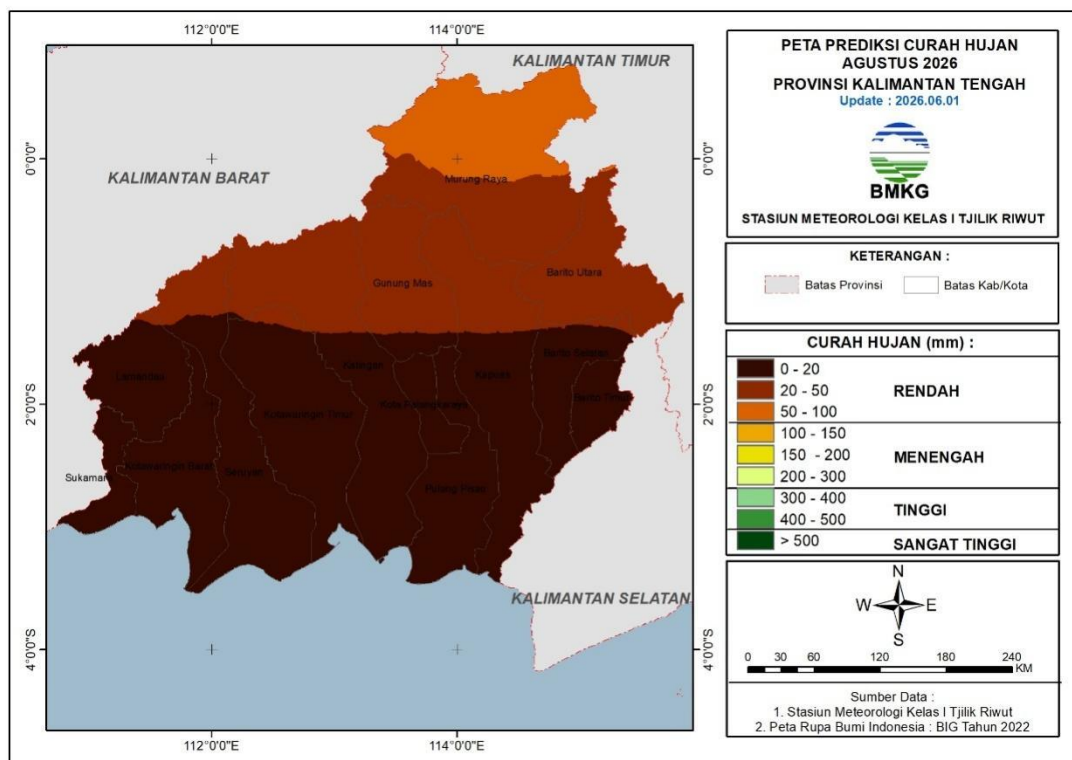 112°0'0"E
114°0'0"E
KALIMANTAN TIMUR
0°0'0"
0°0'0"
KALIMANTAN BARAT
Murung Raya
Barito Utara
Gunung Mas
Barito Selatan
Katingan
Lamandau
Kapuas
2°0'0"S
2°0'0"S
Barito Timur
Kota Palangkaraya
Kotawaringin Timur
Kotawaringin Barat
Seruyan
Sukamar
Pulang Pisau
KALIMANTAN SELATAN
4°0'0"S
4°0'0"S
112°0'0"E
114°0'0"E
PETA PREDIKSI CURAH HUJAN
AGUSTUS 2026
PROVINSI KALIMANTAN TENGAH
Update : 2026.06.01
BMKG
STASIUN METEOROLOGI KELAS I TJILIK RIWUT
KETERANGAN :
Batas Provinsi
Batas Kab/Kota
CURAH HUJAN (mm) :
0 - 20
20 - 50
RENDAH
50 - 100
100 - 150
150 - 200
MENENGAH
200 - 300
300 - 400
TINGGI
400 - 500
> 500
SANGAT TINGGI
N
W E
S
0 30 60 120 180 240
KM
Sumber Data :
1. Stasiun Meteorologi Kelas I Tjilik Riwut
2. Peta Rupa Bumi Indonesia : BIG Tahun 2022